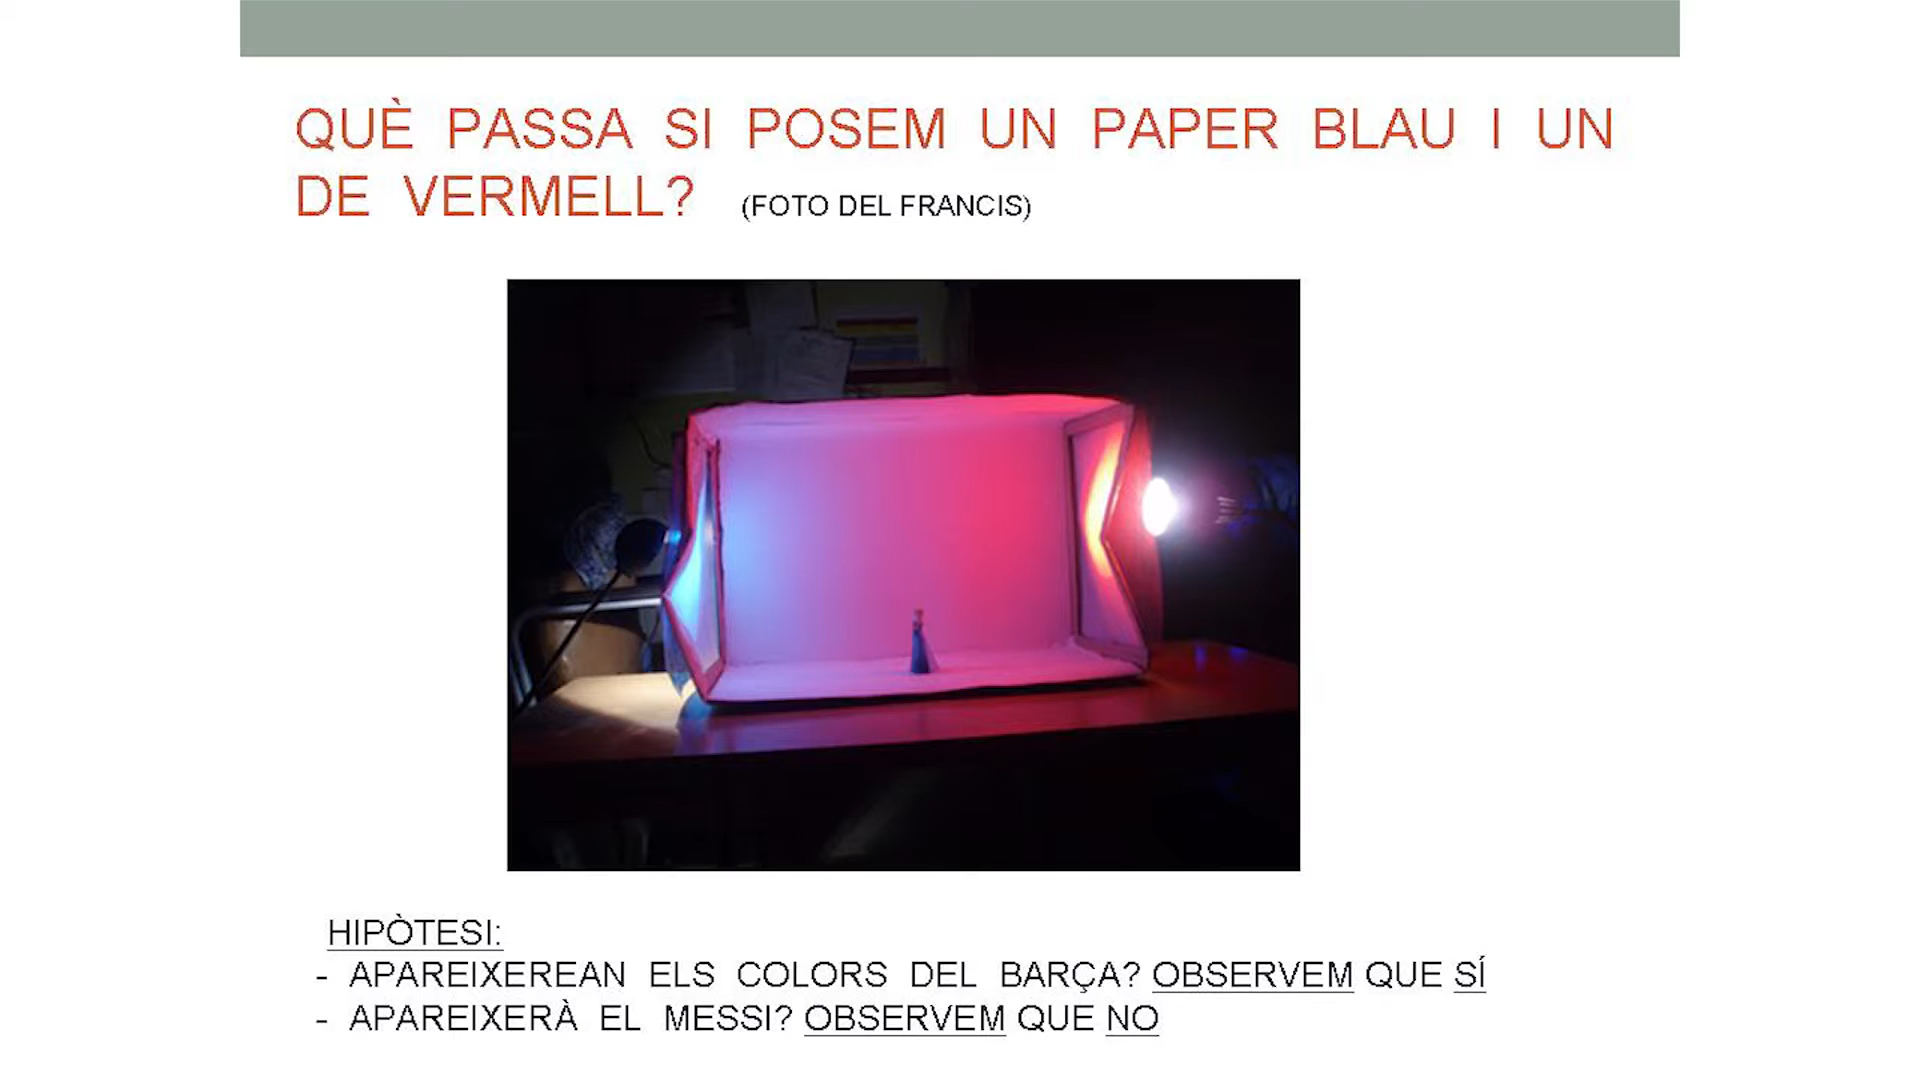 QUÈ PASSA SI POSEM UN PAPER BLAU I UN
DE VERMELL? (FOTO DEL FRANCIS)
HIPÒTESI:
- APAREIXEREAN ELS COLORS DEL BARÇA? OBSERVEM QUE SÍ
- APAREIXERÀ EL MESSI? OBSERVEM QUE NO